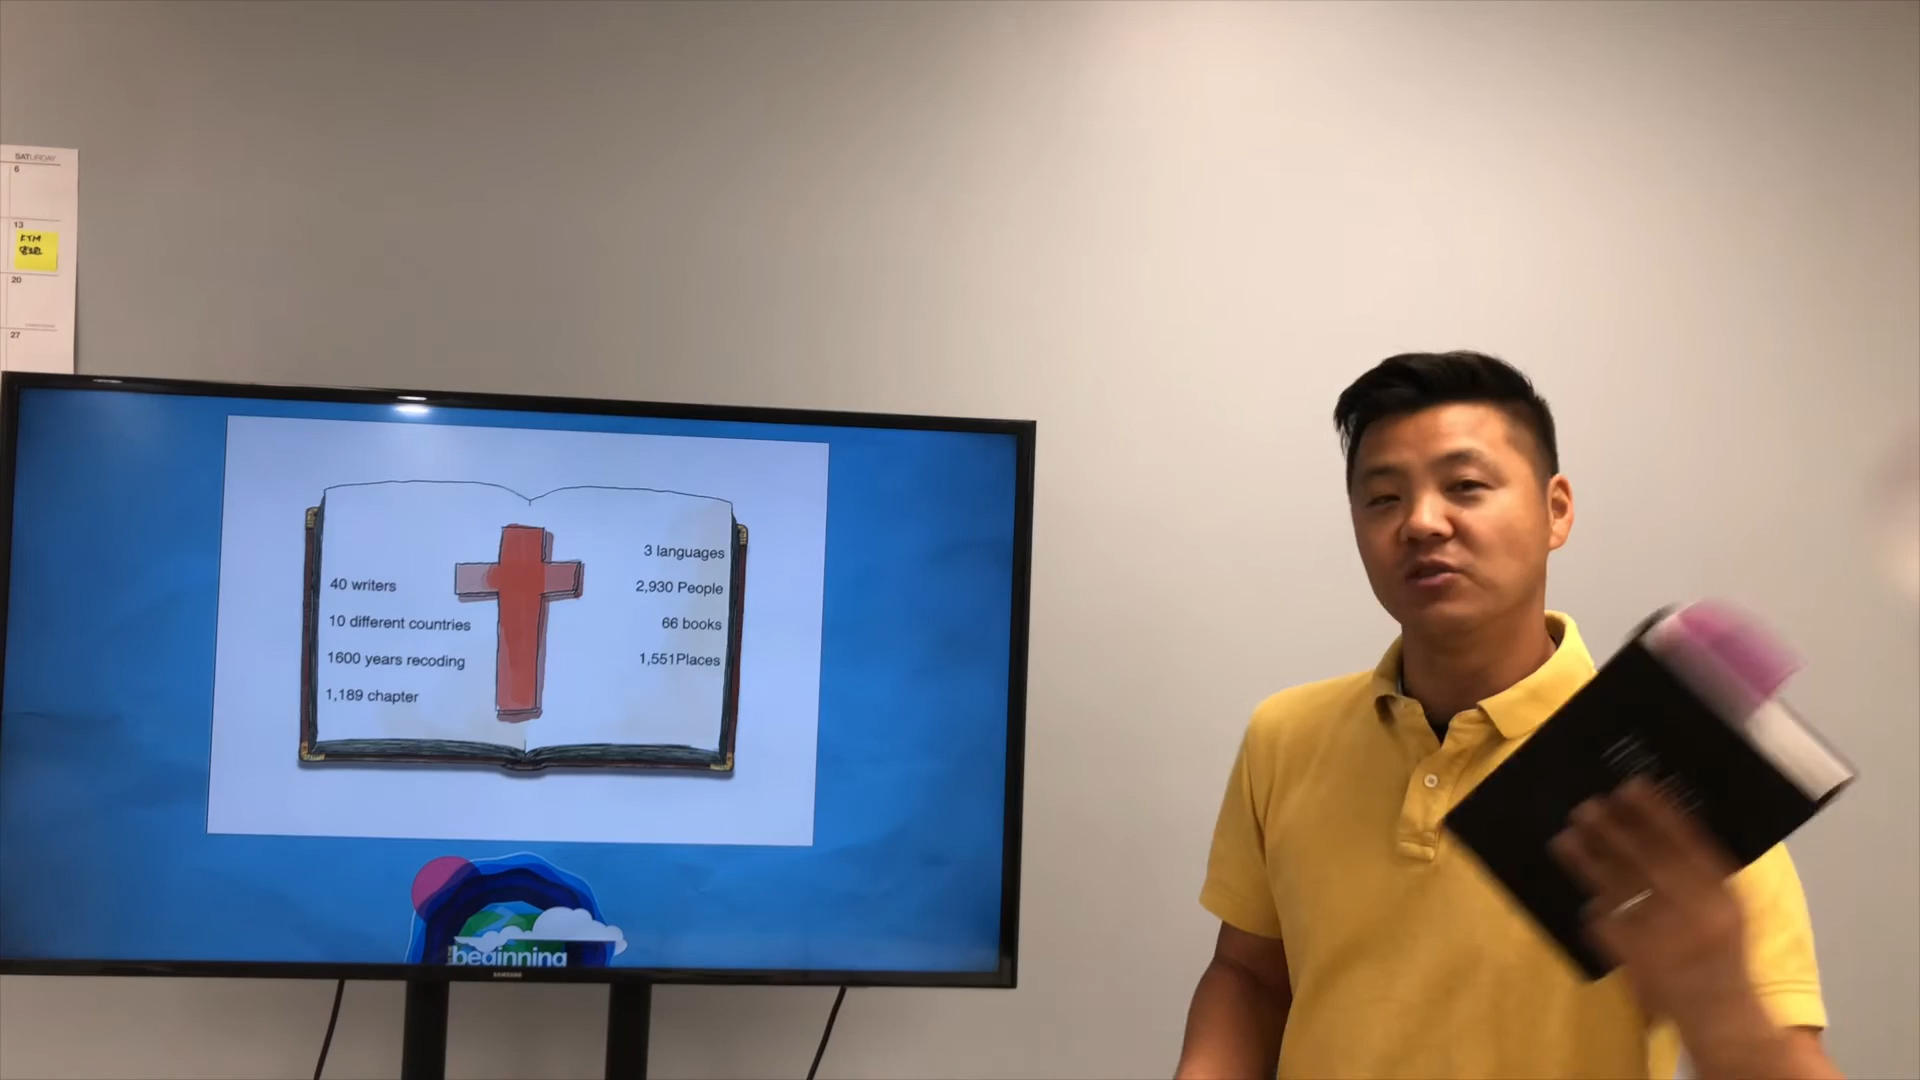 SATURDAY
6
13
KTM
20
27
40 writers
10 different countries
1600 years recoding
1,189 chapter
3 languages
2,930 People
66 books
1,551Places
beginning
SAMSUNG